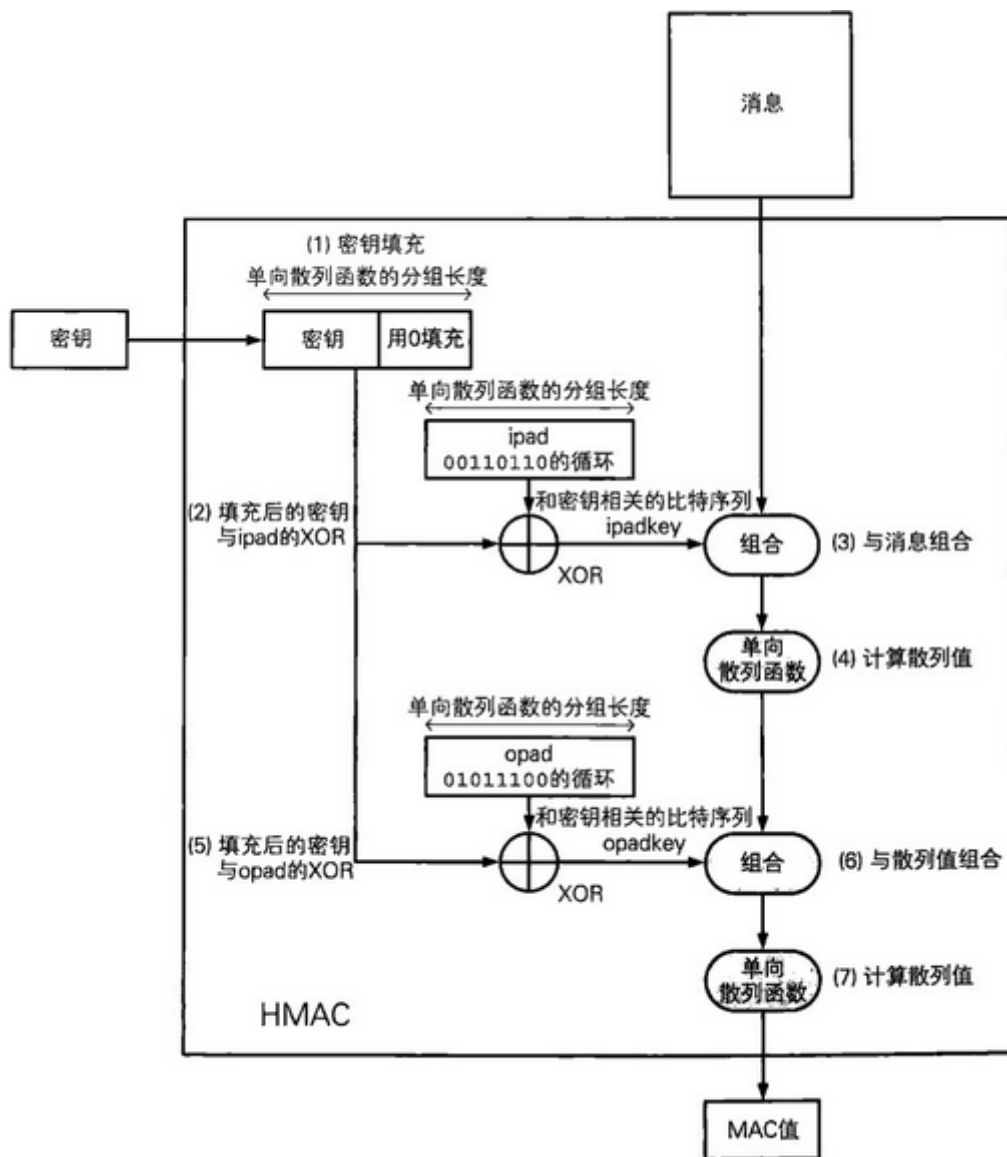 消息
(1) 密钥填充
单向散列函数的分组长度
密钥
密钥
用0填充
单向散列函数的分组长度
ipad
00110110的循环
(2) 填充后的密钥
与ipad的XOR
和密钥相关的比特序列
ipadkey
XOR
组合
(3) 与消息组合
单向
散列函数
(4) 计算散列值
单向散列函数的分组长度
opad
01011100的循环
(5) 填充后的密钥
与opad的XOR
和密钥相关的比特序列
opadkey
XOR
组合
(6) 与散列值组合
单向
散列函数
(7) 计算散列值
HMAC
MAC值